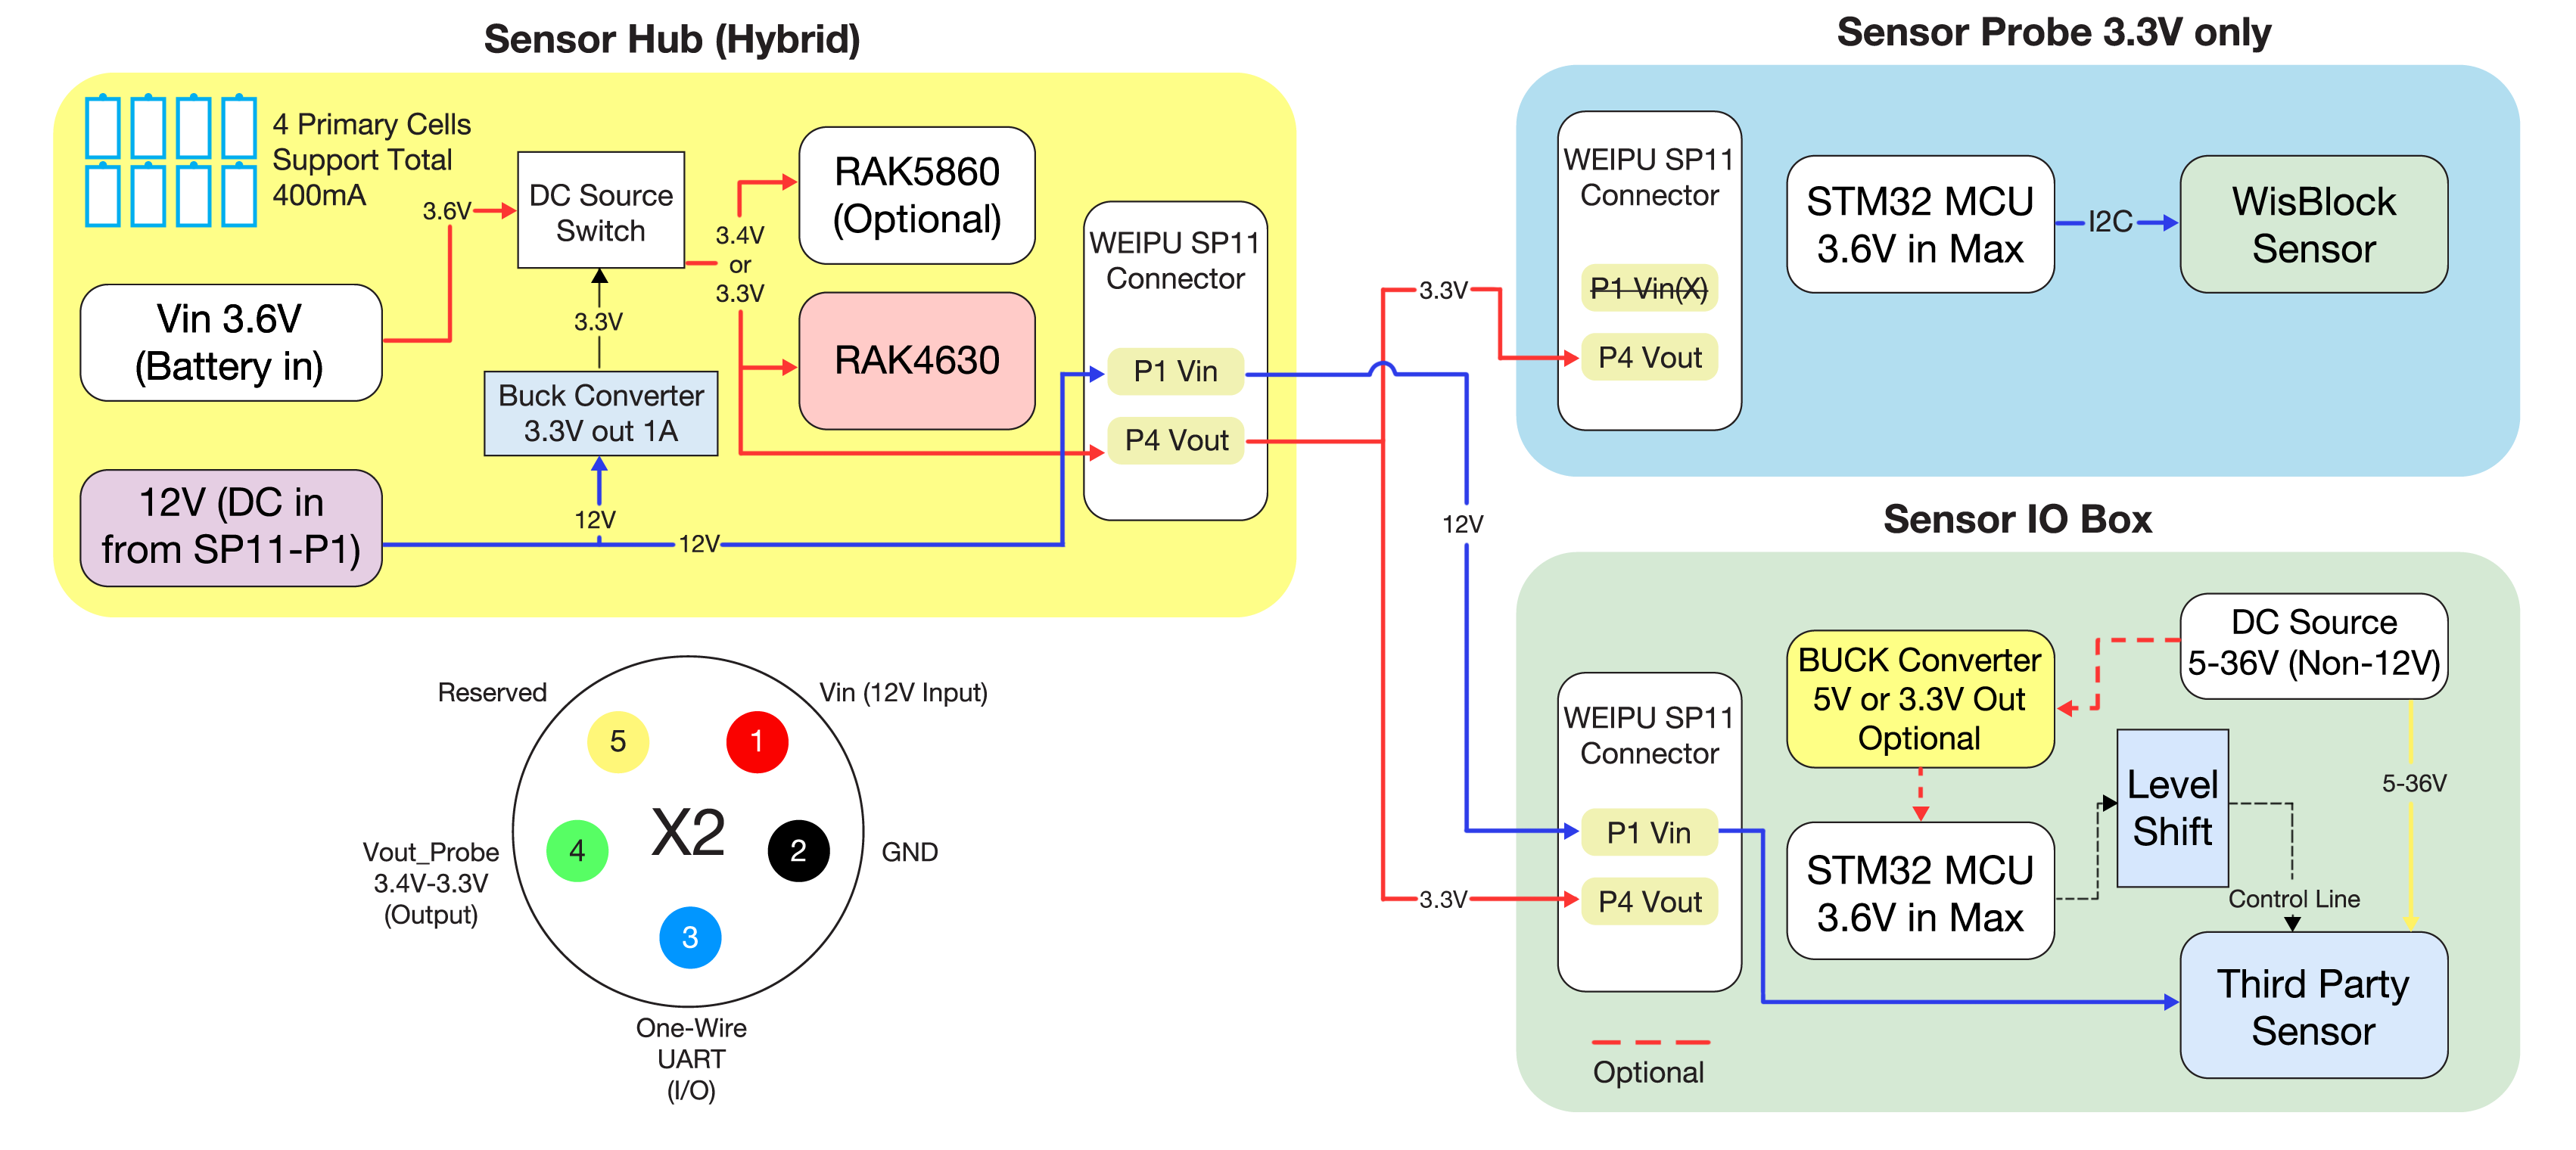 Sensor Hub (Hybrid)
4 Primary Cells
Support Total
400mA
3.6V
DC Source
Switch
Vin 3.6V
(Battery in)
3.3V
Buck Converter
3.3V out 1A
12V (DC in
from SP11-P1)
12V
12V
3.4V
or
3.3V
RAK5860
(Optional)
RAK4630
WEIPU SP11
Connector
P1 Vin
P4 Vout
3.3V
12V
3.3V
Sensor Probe 3.3V only
WEIPU SP11
Connector
P1 Vin(X)
P4 Vout
STM32 MCU
3.6V in Max
I2C
WisBlock
Sensor
Sensor IO Box
WEIPU SP11
Connector
P1 Vin
P4 Vout
Optional
BUCK Converter
5V or 3.3V Out
Optional
STM32 MCU
3.6V in Max
DC Source
5-36V (Non-12V)
Level
Shift
5-36V
Control Line
Third Party
Sensor
Reserved
Vin (12V Input)
5
1
X2
4
2
3
Vout_Probe
3.4V-3.3V
(Output)
GND
One-Wire
UART
(I/O)